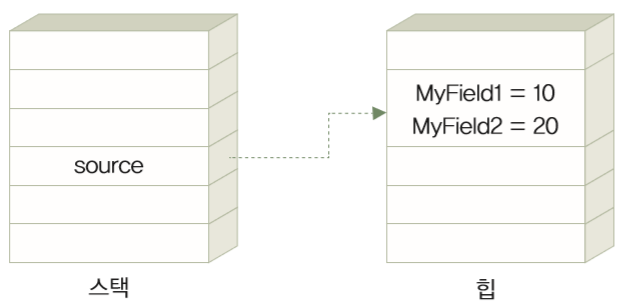 MyField1 = 10
MyField2 = 20
source
스택
힙